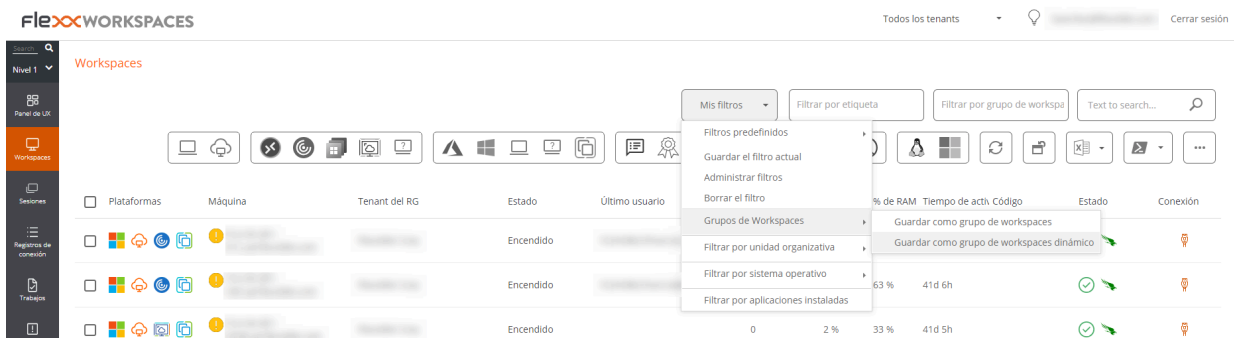 FlexxWORKSPACES
Todos los tenants
Cerrar sesión
Search
Nivel 1
Workspaces
Panel de UX
Mis filtros
Filtrar por etiqueta
Filtrar por grupo de workspa
Text to search...
Workspaces
Filtros predefinidos
Guardar el filtro actual
Administrar filtros
Borrar el filtro
Grupos de Workspaces
Filtrar por unidad organizativa
Filtrar por sistema operativo
Filtrar por aplicaciones instaladas
Guardar como grupo de workspaces
Guardar como grupo de workspaces dinámico
Sesiones
Plataformas
Máquina
Tenant del RG
Estado
Último usuario
% de RAM
Tiempo de activ
Código
Estado
Conexión
Registros de
conexión
Encendido
Trabajos
Encendido
63 %
41d 6h
Encendido
0
2 %
33 %
41d 5h